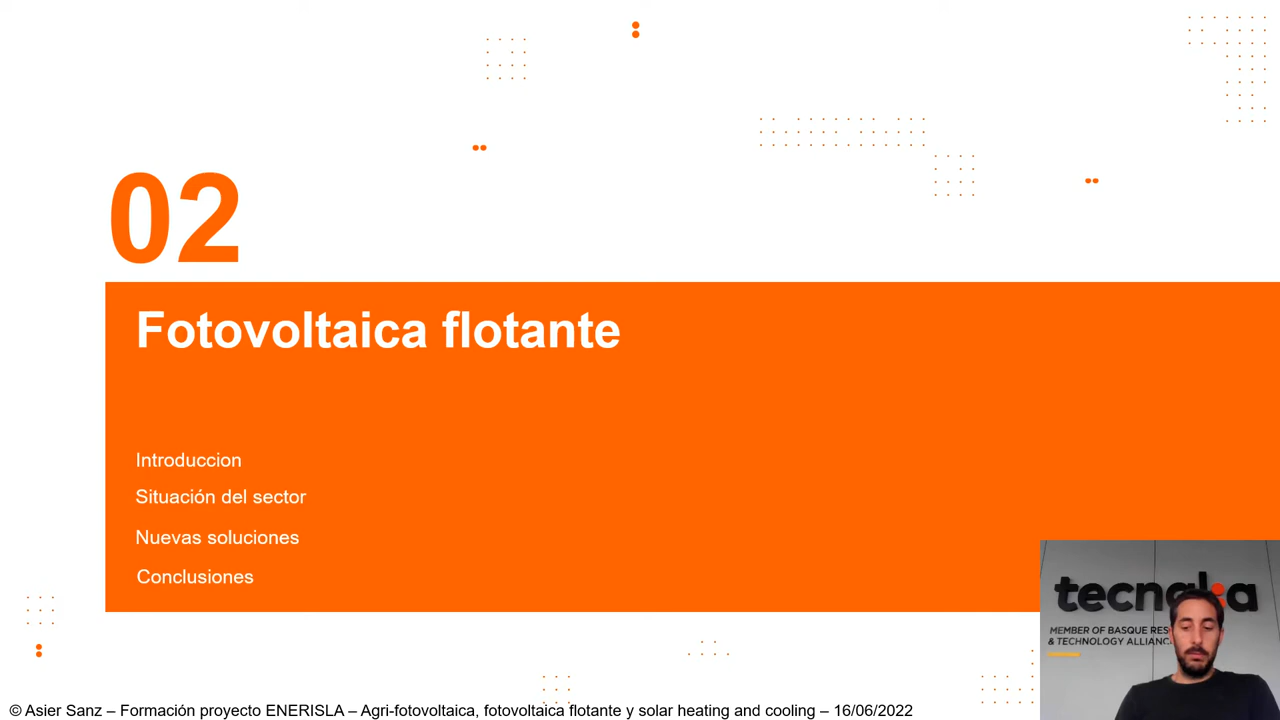 02
Fotovoltaica flotante
Introduccion
Situación del sector
Nuevas soluciones
Conclusiones
MEMBER OF BASQUE RES
& TECHNOLOGY ALLIANC
© Asier Sanz – Formación proyecto ENERISLA – Agri-fotovoltaica, fotovoltaica flotante y solar heating and cooling – 16/06/2022